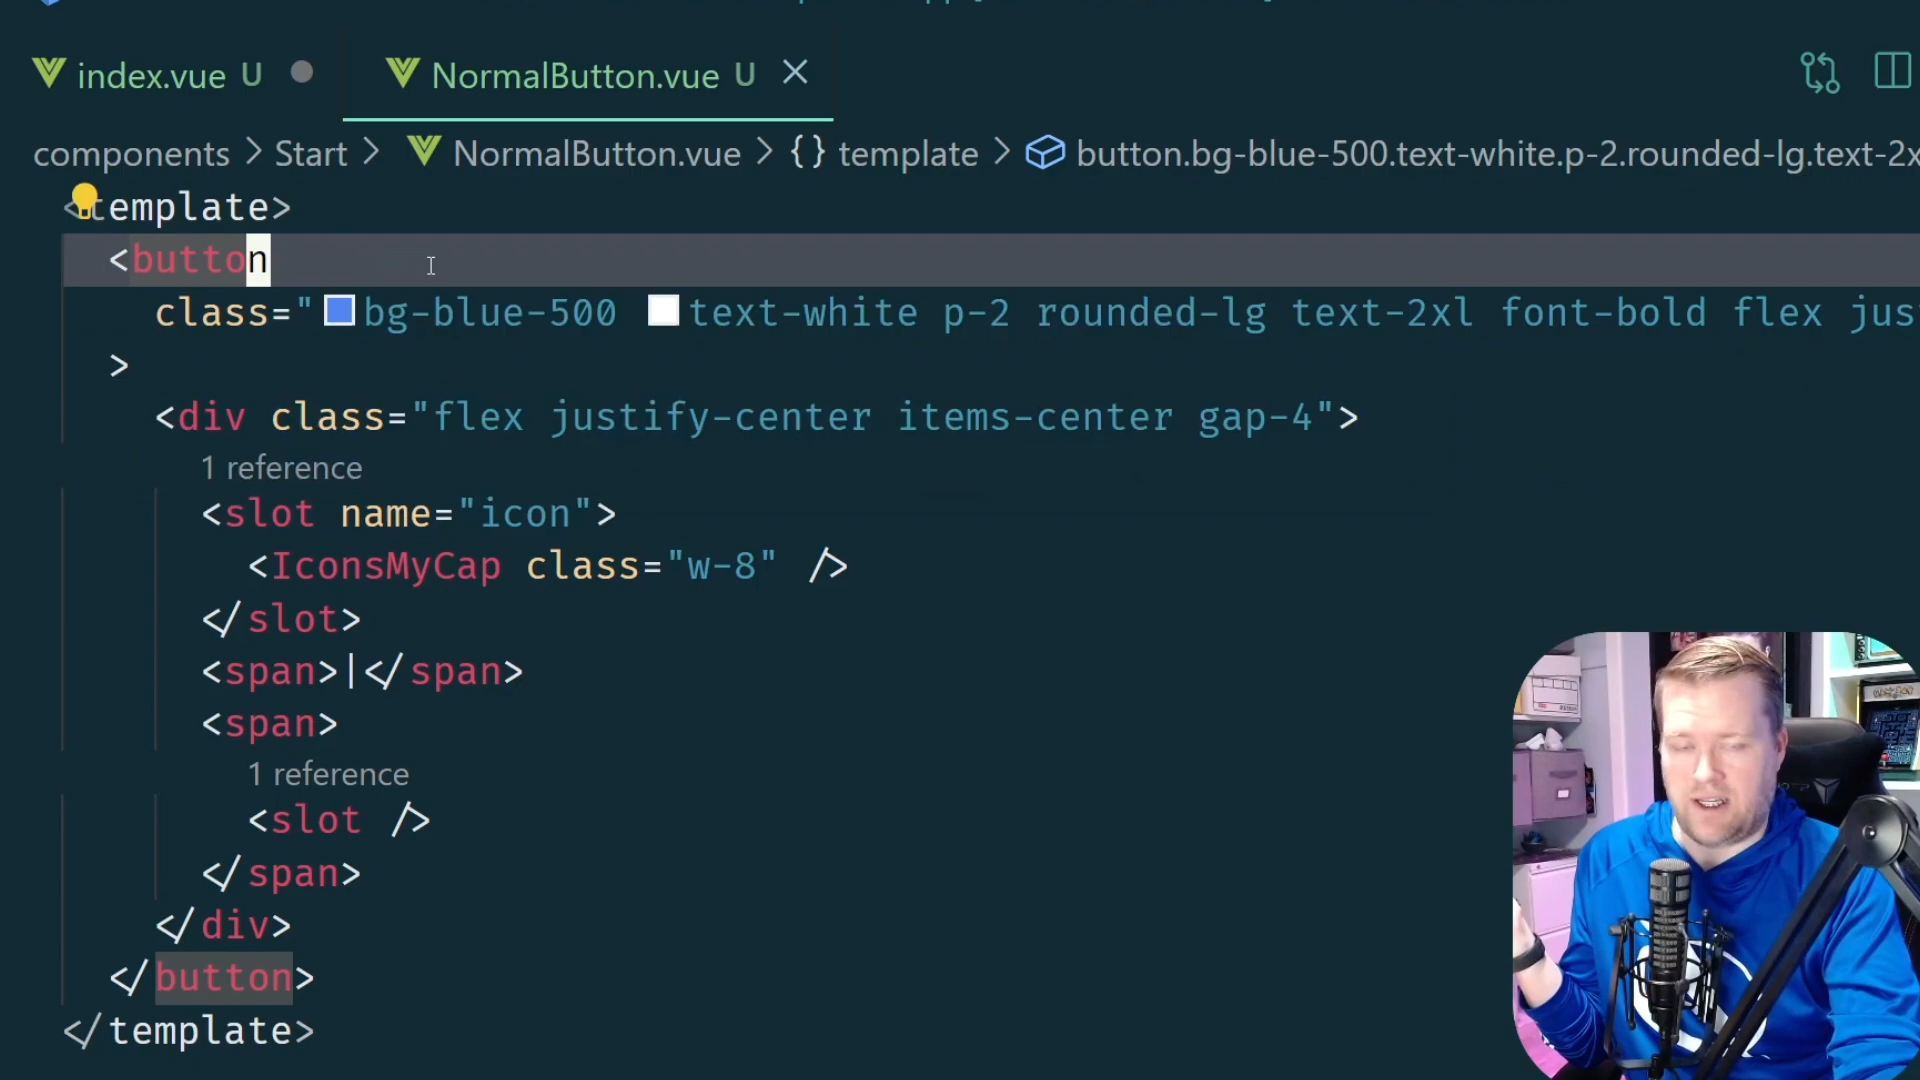 index.vue U NormalButton.vue U
components > Start > NormalButton.vue > {} template > button.bg-blue-500.text-white.p-2.rounded-lg.text-2x
<template>
<button
class="bg-blue-500 text-white p-2 rounded-lg text-2xl font-bold flex jus
>
<div class="flex justify-center items-center gap-4">
1 reference
<slot name="icon">
<IconsMyCap class="w-8" />
</slot>
<span>|</span>
<span>
1 reference
<slot />
</span>
</div>
</button>
</template>